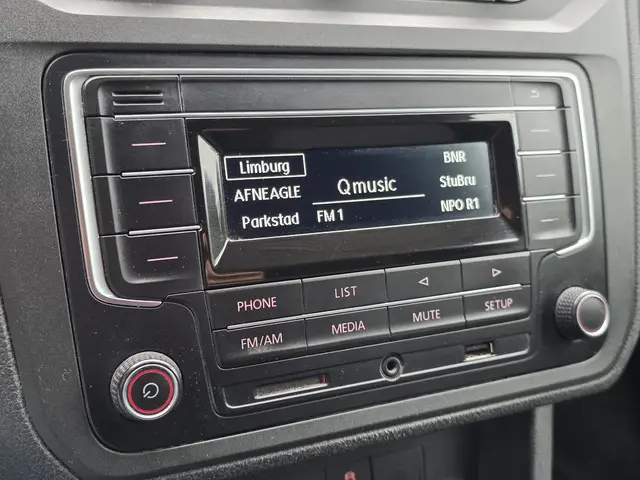 Limburg
AFNEAGLE
Parkstad
Qmusic
FM 1
BNR
StuBru
NPO R1
PHONE
LIST
FM/AM
MEDIA
MUTE
SETUP